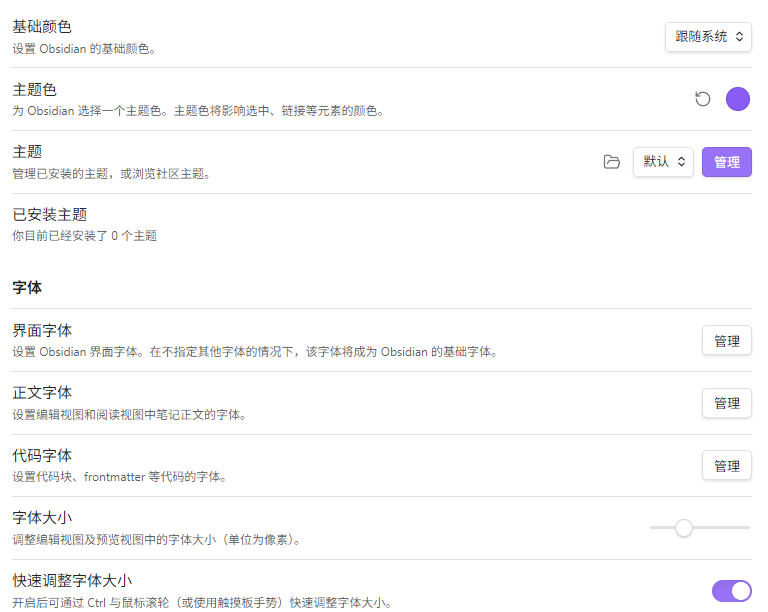 基础颜色
设置 Obsidian 的基础颜色。
跟随系统
主题色
为 Obsidian 选择一个主题色。主题色将影响选中、链接等元素的颜色。
主题
管理已安装的主题，或浏览社区主题。
默认
管理
已安装主题
你目前已经安装了 0 个主题
字体
界面字体
设置 Obsidian 界面字体。在不指定其他字体的情况下，该字体将成为 Obsidian 的基础字体。
管理
正文字体
设置编辑视图和阅读视图中笔记正文的字体。
管理
代码字体
设置代码块、frontmatter 等代码的字体。
管理
字体大小
调整编辑视图及预览视图中的字体大小（单位为像素）。
快速调整字体大小
开启后可通过 Ctrl 与鼠标滚轮（或使用触摸板手势）快速调整字体大小。